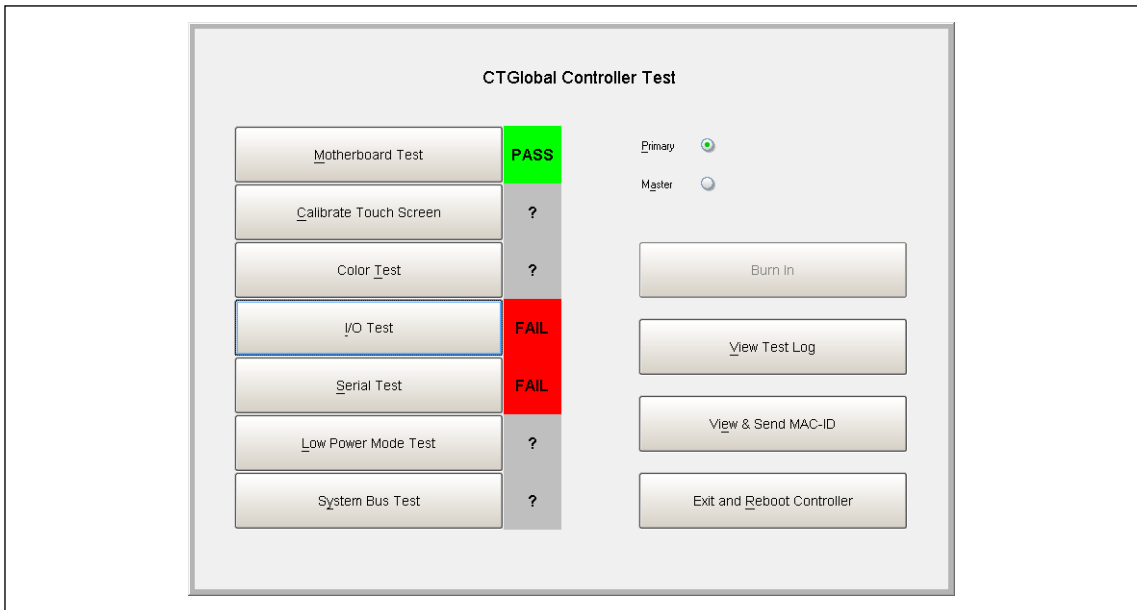 CTGlobal Controller Test
Motherboard Test PASS
Calibrate Touch Screen ?
Color Test ?
I/O Test FAIL
Serial Test FAIL
Low Power Mode Test ?
System Bus Test ?
Primary
Master
Burn In
View Test Log
View & Send MAC-ID
Exit and Reboot Controller